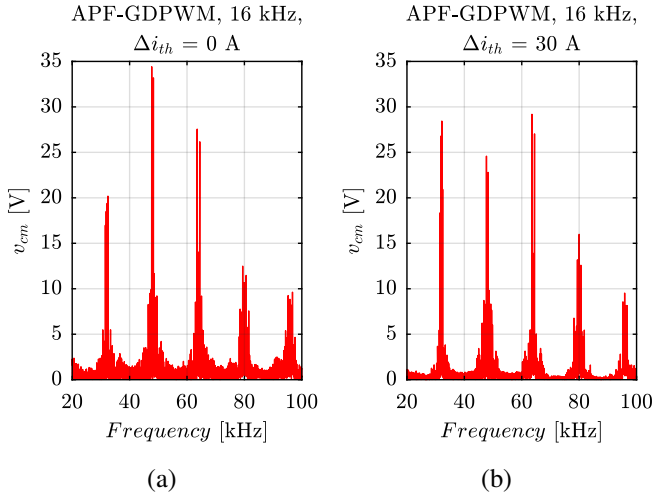 APF-GDPWM, 16 kHz,
Δi_th = 0 A
35
30
25
20
15
10
5
0
v_cm [V]
20 40 60 80 100
Frequency [kHz]
(a)
APF-GDPWM, 16 kHz,
Δi_th = 30 A
35
30
25
20
15
10
5
0
v_cm [V]
20 40 60 80 100
Frequency [kHz]
(b)